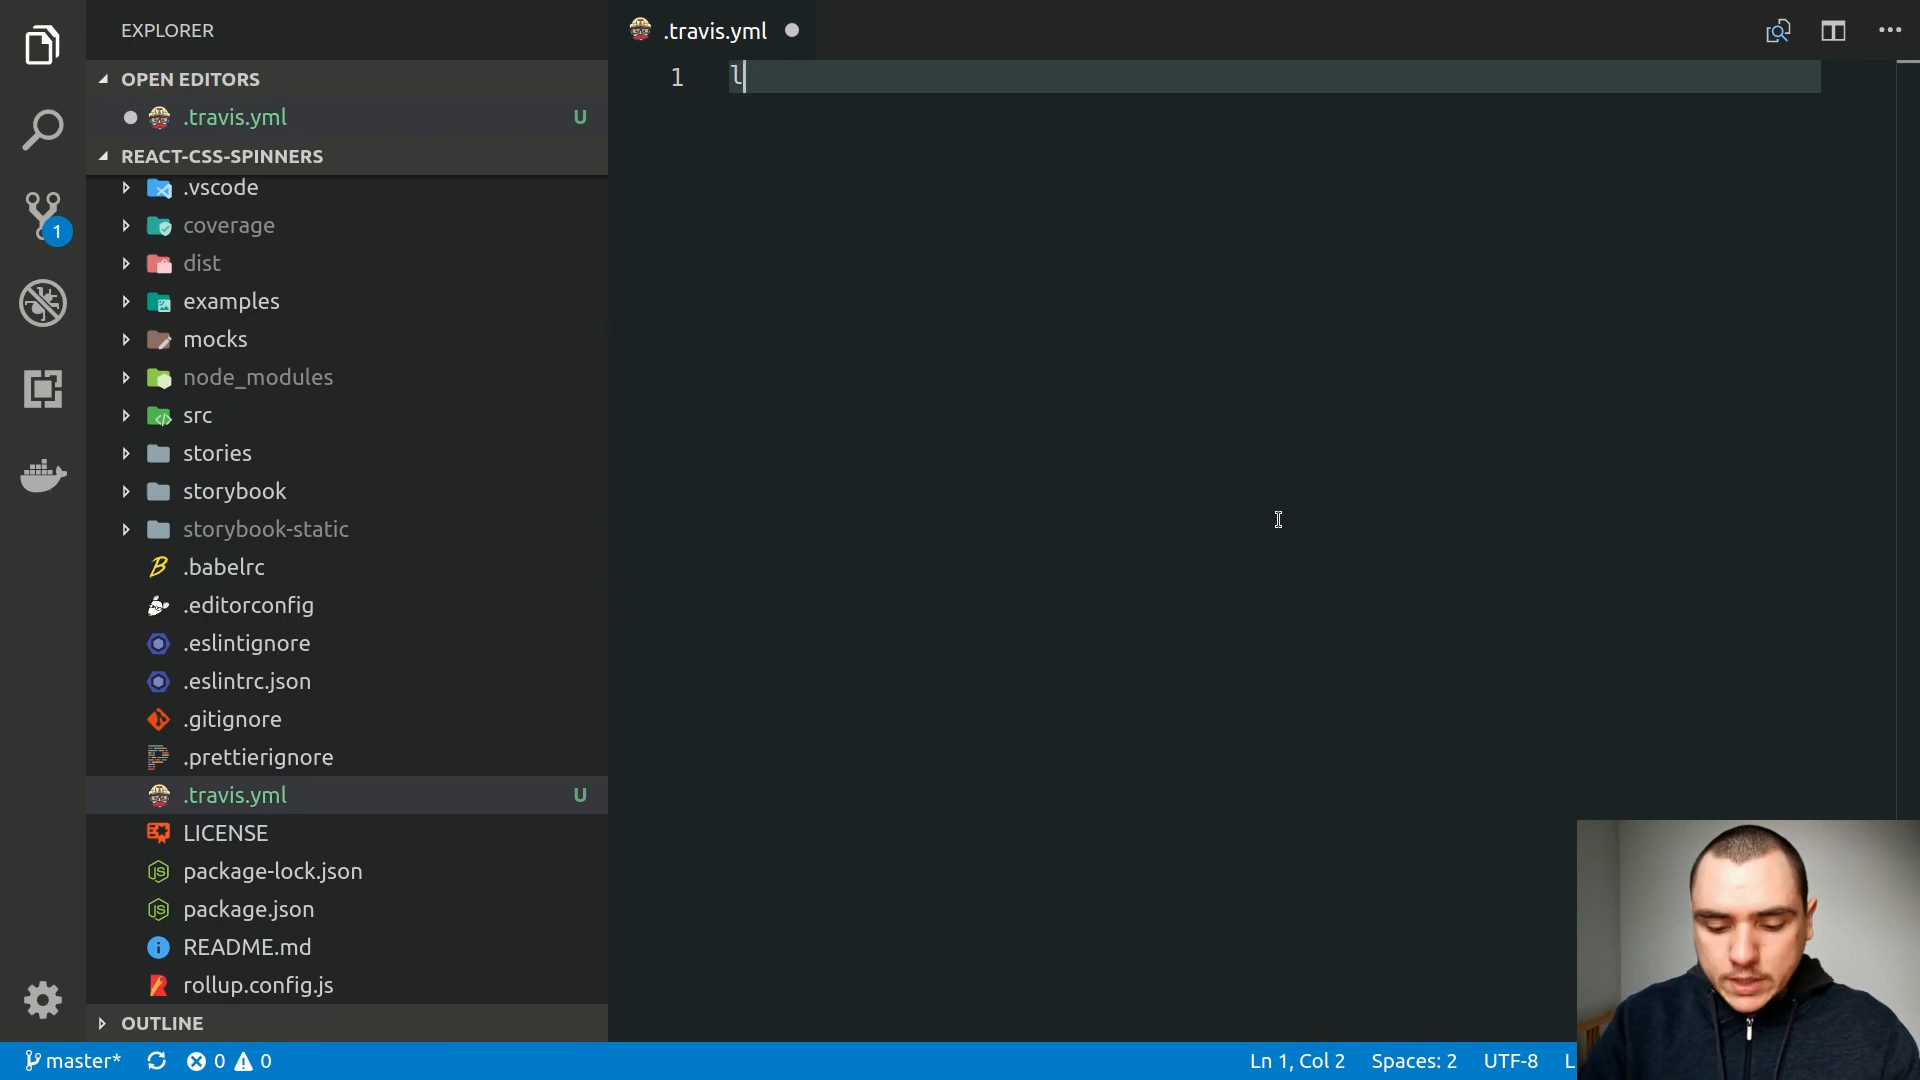 EXPLORER
OPEN EDITORS
.travis.yml U
REACT-CSS-SPINNERS
.vscode
coverage
dist
examples
mocks
node_modules
src
stories
storybook
storybook-static
.babelrc
.editorconfig
.eslintignore
.eslintrc.json
.gitignore
.prettierignore
.travis.yml U
LICENSE
package-lock.json
package.json
README.md
rollup.config.js
OUTLINE
1
.travis.yml
1 l
master* 0 0 Ln 1, Col 2 Spaces: 2 UTF-8 L